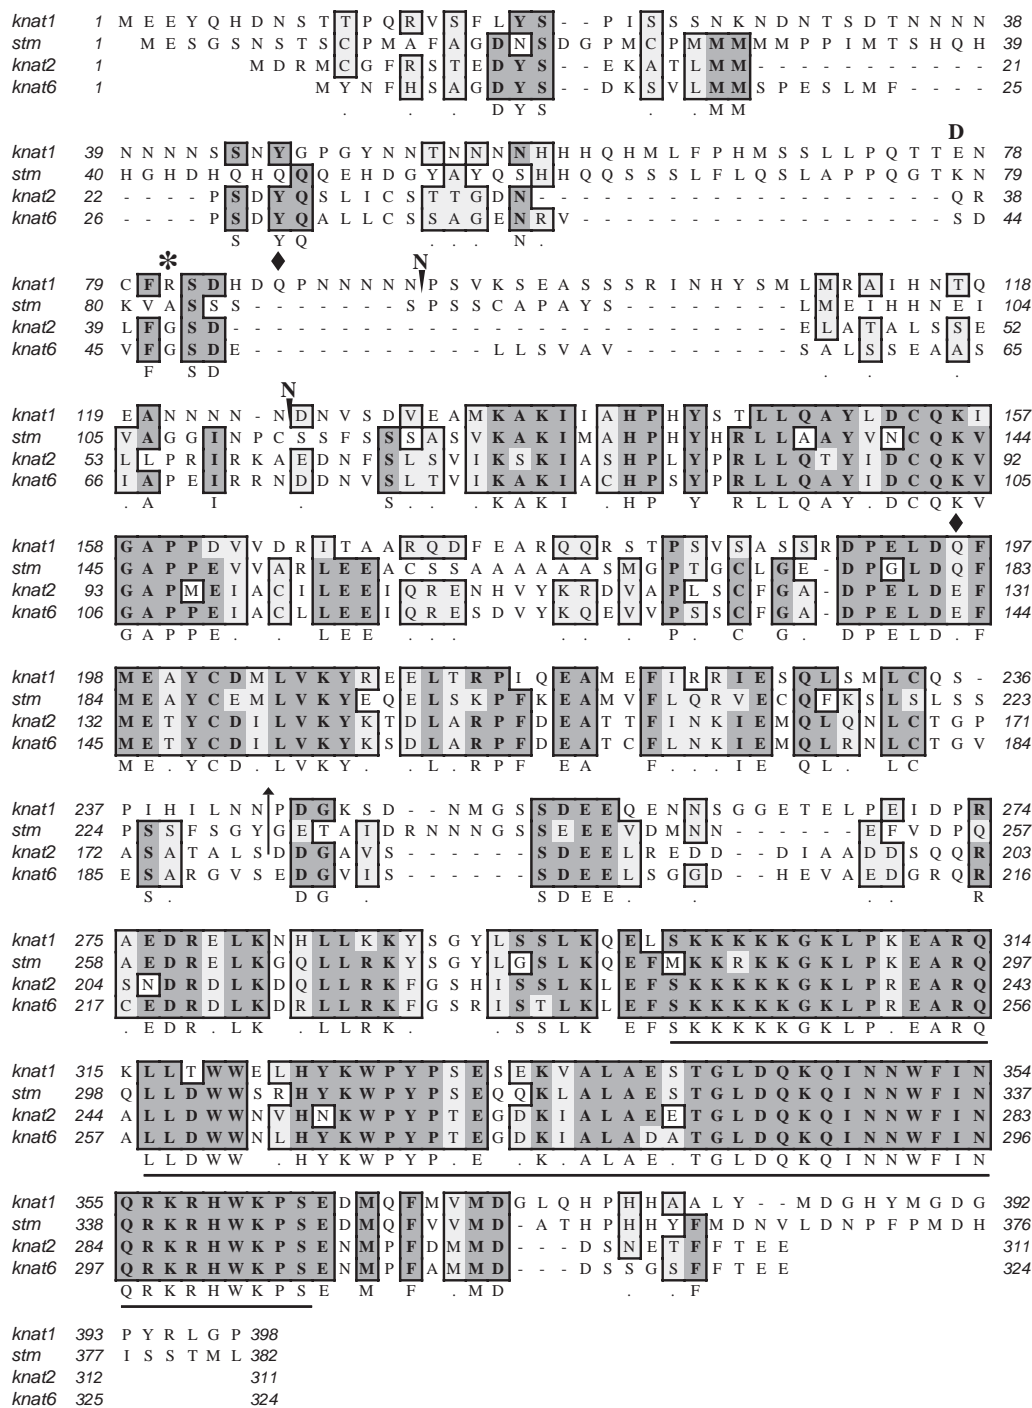 knat1 1 M E E Y Q H D N S T T P Q R V S F L Y S - - P I S S S N K N D N T S D T N N N N 38
stm 1 M E S G S N S T S C P M A F A G D N S D G P M C P M M M M M P P I M T S H Q H 39
knat2 1 M D R M C G F R S T E D Y S - - E K A T L M M - - - - - - - - - - 21
knat6 1 M Y N F H S A G D Y S - - D K S V L M M S P E S L M F - - - - 25
. . . D Y S . . M M
D
knat1 39 N N N N S S N Y G P G Y N N T N N N N H H H Q H M L F P H M S S L L P Q T T E N 78
stm 40 H G H D H Q H Q Q Q E H D G Y A Y Q S H H Q Q S S S L F L Q S L A P P Q G T K N 79
knat2 22 - - - - P S D Y Q S L I C S T T G D N - - - - - - - - - - - - - - - - - - - Q R 38
knat6 26 - - - - P S D Y Q A L L C S S A G E N R V - - - - - - - - - - - - - - - - - S D 44
S Y Q . . . N .
* ◆ N
knat1 79 C F R S D H D Q P N N N N N N P S V K S E A S S S R I N H Y S M L M R A I H N T Q 118
stm 80 K V A S S S - - - - - - - S P S S C A P A Y S - - - - - - - - L M E I H H N E I 104
knat2 39 L F G S D - - - - - - - - - - - - - - - - - - - - - - - - E L A T A L S S E 52
knat6 45 V F G S D E - - - - - - - - - - L L S V A V - - - - - - - S A L S S E A A S 65
F S D . . .
N
knat1 119 E A N N N N - N D N V S D V E A M K A K I I A H P H Y S T L L Q A Y L D C Q K I 157
stm 105 V A G G I N P C S S F S S S A S V K A K I M A H P H Y H R L L A A Y V N C Q K V 144
knat2 53 L L P R I R K A E D N F S L S V I K S K I A S H P L Y P R L L Q T Y I D C Q K V 92
knat6 66 I A P E I R R N D D N V S L T V I K A K I A C H P S Y P R L L Q A Y I D C Q K V 105
. A I . S . . K A K I . H P Y R L L Q A Y . D C Q K V
◆
knat1 158 G A P P D V V D R I T A A R Q D F E A R Q Q R S T P S V S A S S R D P E L D Q F 197
stm 145 G A P P E V V A R L E E A C S S A A A A A A A S M G P T G C L G E - D P G L D Q F 183
knat2 93 G A P M E I A C I L E E I Q R E N H V Y K R D V A P L S C F G A - D P E L D E F 131
knat6 106 G A P P E I A C L L E E I Q R E S D V Y K Q E V V P S S C F G A - D P E L D E F 144
G A P P E . . L E E . . . . . . P . C G . D P E L D . F
knat1 198 M E A Y C D M L V K Y R E E L T R P I Q E A M E F I R R I E S Q L S M L C Q S - 236
stm 184 M E A Y C E M L V K Y E Q E L S K P F K E A M V F L Q R V E C Q F K S L S L S S 223
knat2 132 M E T Y C D I L V K Y K T D L A R P F D E A T T F I N K I E M Q L Q N L C T G P 171
knat6 145 M E T Y C D I L V K Y K S D L A R P F D E A T C F L N K I E M Q L R N L C T G V 184
M E . Y C D . L V K Y . . L . R P F E A F . . . I E Q L . L C
knat1 237 P I H I L N N P D G K S D - - N M G S S D E E Q E N N S G G E T E L P E I D P R 274
stm 224 P S S F S G Y G E T A I D R N N N G S S E E E V D M N N - - - - - - E F V D P Q 257
knat2 172 A S A T A L S D D G A V S - - - - - - S D E E L R E D D - - D I A A D D S Q Q R 203
knat6 185 E S A R G V S E D G V I S - - - - - - S D E E L S G G D - - H E V A E D G R Q R 216
S . D G . S D E E . . . R
knat1 275 A E D R E L K N H L L K K Y S G Y L S S L K Q E L S K K K K K G K L P K E A R Q 314
stm 258 A E D R E L K G Q L L R K Y S G Y L G S L K Q E F M K K R K K G K L P K E A R Q 297
knat2 204 S N D R D L K D Q L L R K F G S H I S S L K L E F S K K K K K G K L P R E A R Q 243
knat6 217 C E D R D L K D R L L R K F G S R I S T L K L E F S K K K K K G K L P R E A R Q 256
. E D R . L K . L L R K . . S S L K E F S K K K K K G K L P . E A R Q
knat1 315 K L L T W W E L H Y K W P Y P S E S E K V A L A E S T G L D Q K Q I N N W F I N 354
stm 298 Q L L D W W S R H Y K W P Y P S E Q Q K L A L A E S T G L D Q K Q I N N W F I N 337
knat2 244 A L L D W W N V H N K W P Y P T E G D K I A L A E E T G L D Q K Q I N N W F I N 283
knat6 257 A L L D W W N L H Y K W P Y P T E G D K I A L A D A T G L D Q K Q I N N W F I N 296
L L D W W . H Y K W P Y P . E . K . A L A E . T G L D Q K Q I N N W F I N
knat1 355 Q R K R H W K P S E D M Q F M V M D G L Q H P H H A A L Y - - M D G H Y M G D G 392
stm 338 Q R K R H W K P S E D M Q F V V M D - A T H P H H Y F M D N V L D N P F P M D H 376
knat2 284 Q R K R H W K P S E N M P F D M M D - - - D S N E T F F T E E 311
knat6 297 Q R K R H W K P S E N M P F A M M D - - - D S S G S F F T E E 324
Q R K R H W K P S E M F . M D . . F
knat1 393 P Y R L G P 398
stm 377 I S S T M L 382
knat2 312 311
knat6 325 324